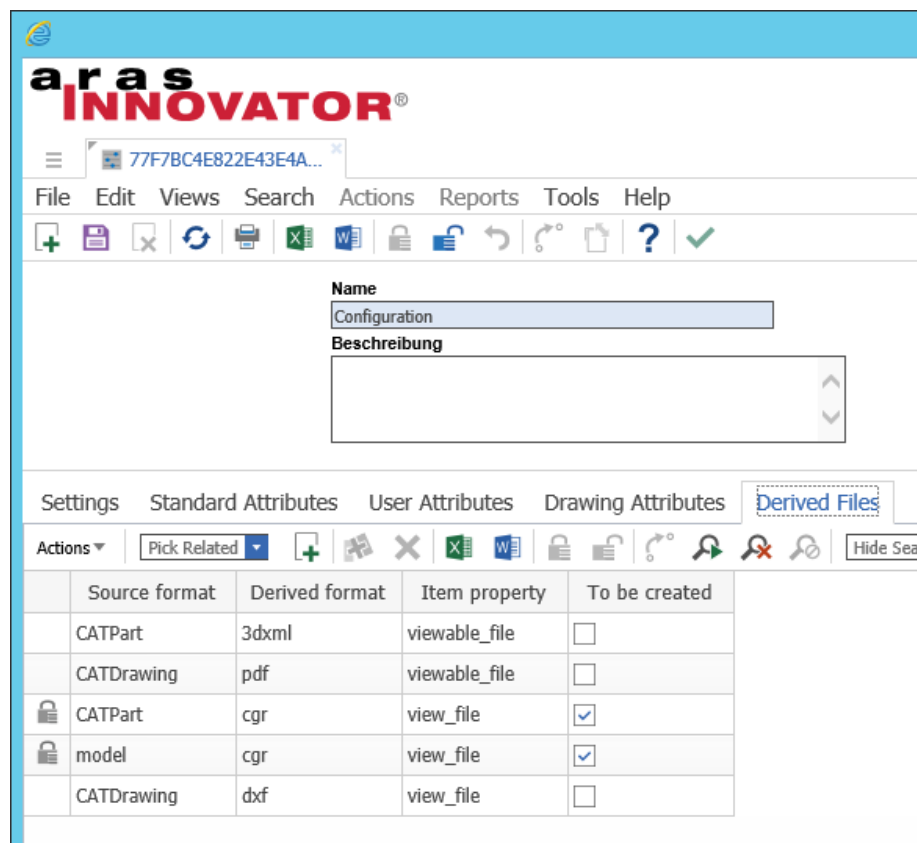 aras
INNOVATOR®
77F7BC4E822E43E4A...
File Edit Views Search Actions Reports Tools Help
Name
Configuration
Beschreibung
Settings Standard Attributes User Attributes Drawing Attributes Derived Files
Actions Pick Related Hide Sea
Source format Derived format Item property To be created
CATPart 3dxml viewable_file
CATDrawing pdf viewable_file
CATPart cgr view_file
model cgr view_file
CATDrawing dxf view_file